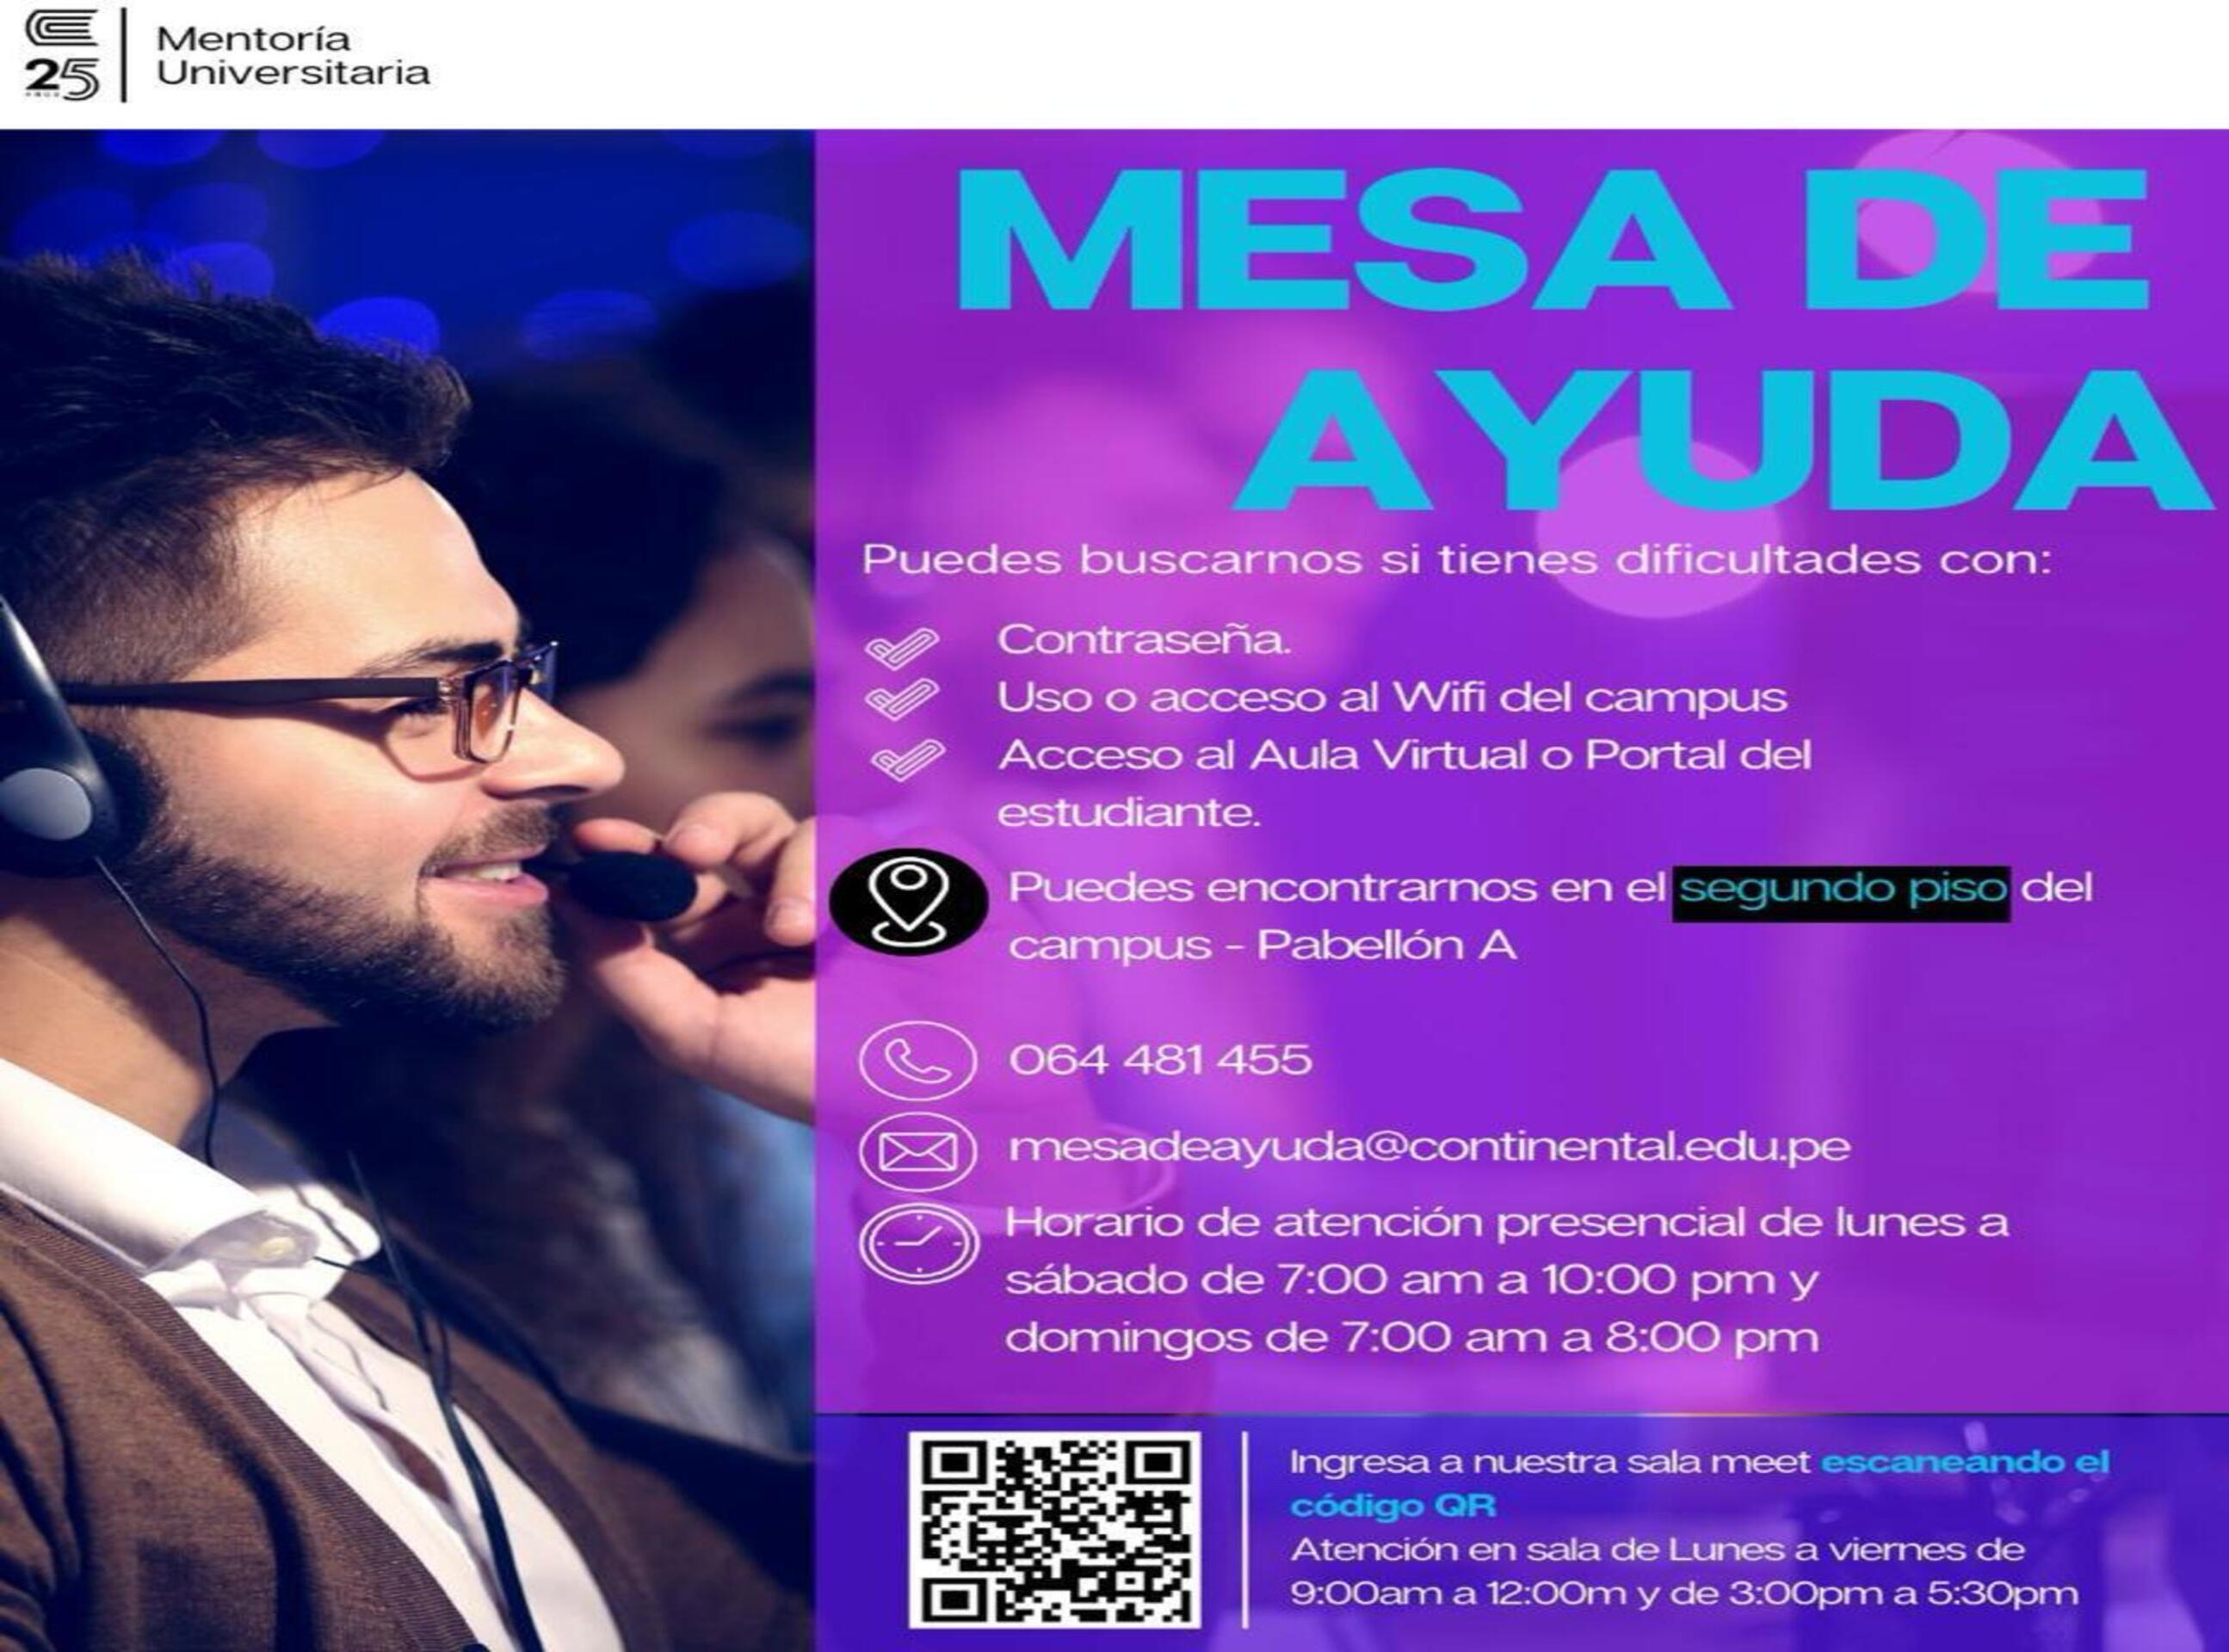 25
Mentoría
Universitaria
MESA DE
AYUDA
Puedes buscarnos si tienes dificultades con:
Contraseña.
Uso o acceso al Wifi del campus
Acceso al Aula Virtual o Portal del
estudiante.
Puedes encontrarnos en el segundo piso del
campus - Pabellón A
064 481 455
mesadeayuda@continental.edu.pe
Horario de atención presencial de lunes a
sábado de 7:00 am a 10:00 pm y
domingos de 7:00 am a 8:00 pm
Ingresa a nuestra sala meet escaneando el
código QR
Atención en sala de Lunes a viernes de
9:00am a 12:00m y de 3:00pm a 5:30pm